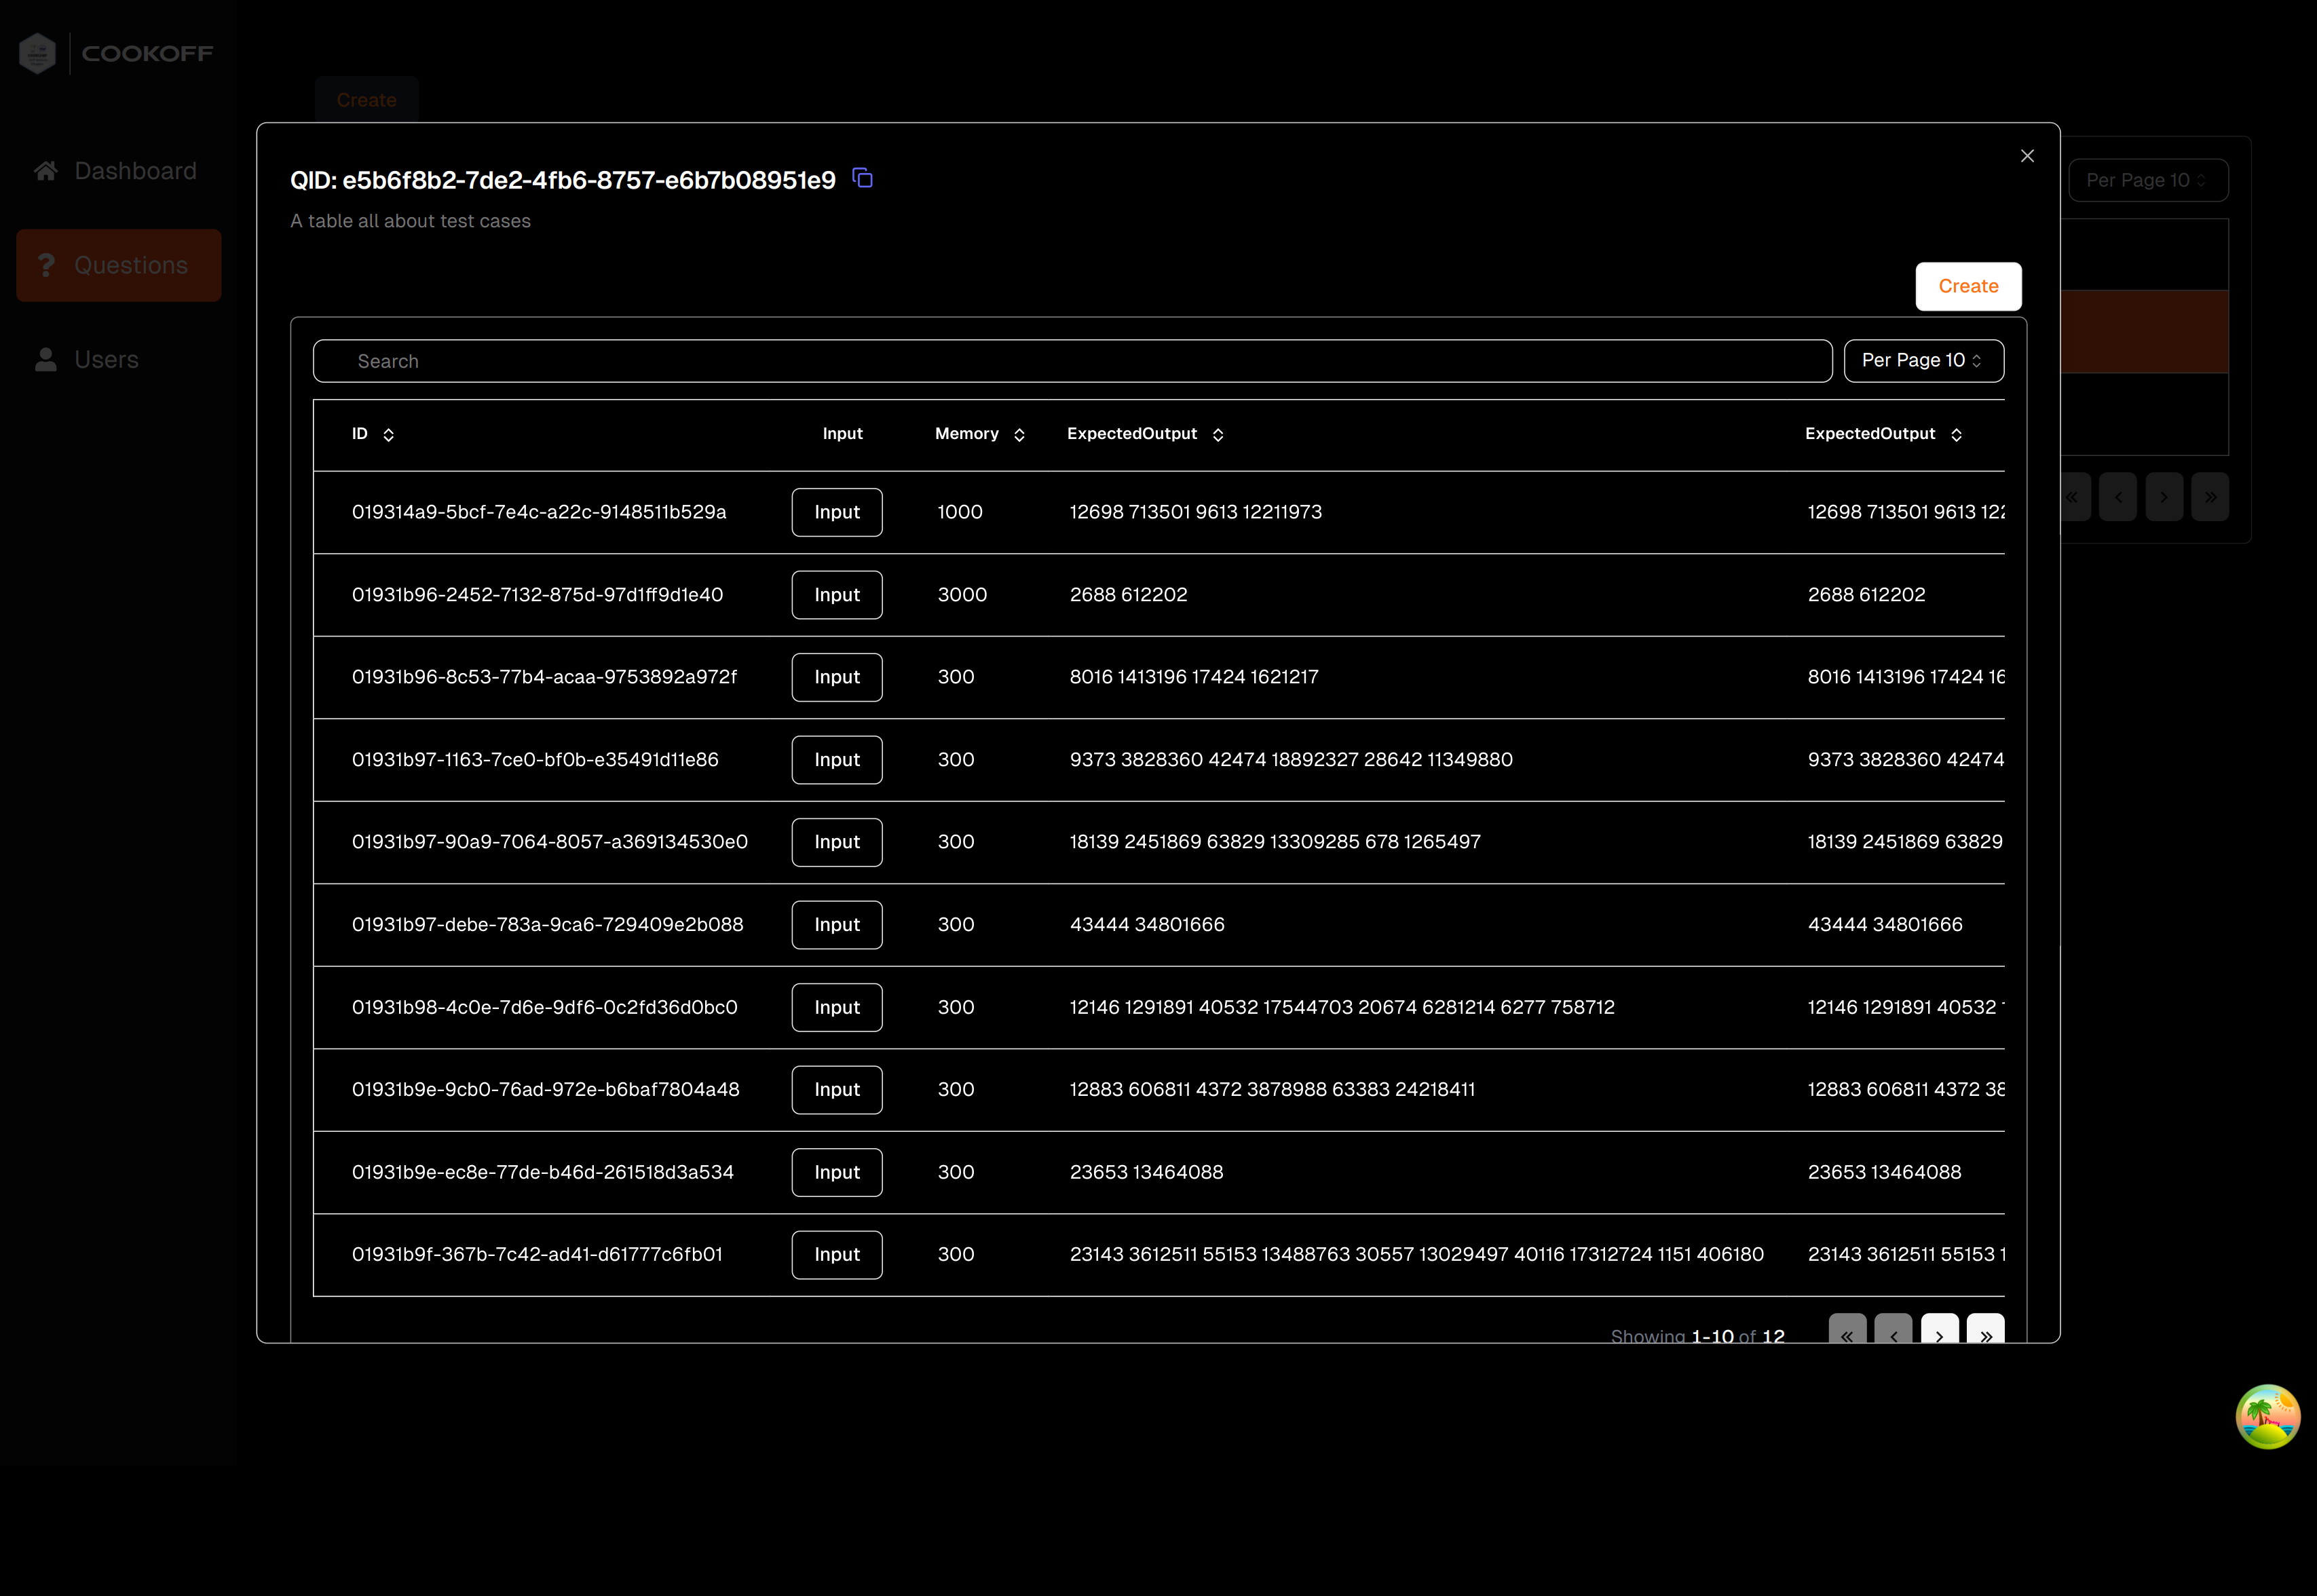 COOKOFF
Create
Dashboard
Questions
Users
QID: e5b6f8b2-7de2-4fb6-8757-e6b7b08951e9
A table all about test cases
Per Page 10
Create
Search
Per Page 10
ID Input Memory ExpectedOutput ExpectedOutput
019314a9-5bcf-7e4c-a22c-9148511b529a Input 1000 12698 713501 9613 12211973 12698 713501 9613 122
01931b96-2452-7132-875d-97d1ff9d1e40 Input 3000 2688 612202 2688 612202
01931b96-8c53-77b4-acaa-9753892a972f Input 300 8016 1413196 17424 1621217 8016 1413196 17424 16
01931b97-1163-7ce0-bf0b-e35491d11e86 Input 300 9373 3828360 42474 18892327 28642 11349880 9373 3828360 42474
01931b97-90a9-7064-8057-a369134530e0 Input 300 18139 2451869 63829 13309285 678 1265497 18139 2451869 63829
01931b97-debe-783a-9ca6-729409e2b088 Input 300 43444 34801666 43444 34801666
01931b98-4c0e-7d6e-9df6-0c2fd36d0bc0 Input 300 12146 1291891 40532 17544703 20674 6281214 6277 758712 12146 1291891 40532
01931b9e-9cb0-76ad-972e-b6baf7804a48 Input 300 12883 606811 4372 3878988 63383 24218411 12883 606811 4372 38
01931b9e-ec8e-77de-b46d-261518d3a534 Input 300 23653 13464088 23653 13464088
01931b9f-367b-7c42-ad41-d61777c6fb01 Input 300 23143 3612511 55153 13488763 30557 13029497 40116 17312724 1151 406180 23143 3612511 55153 1
Showing 1-10 of 12